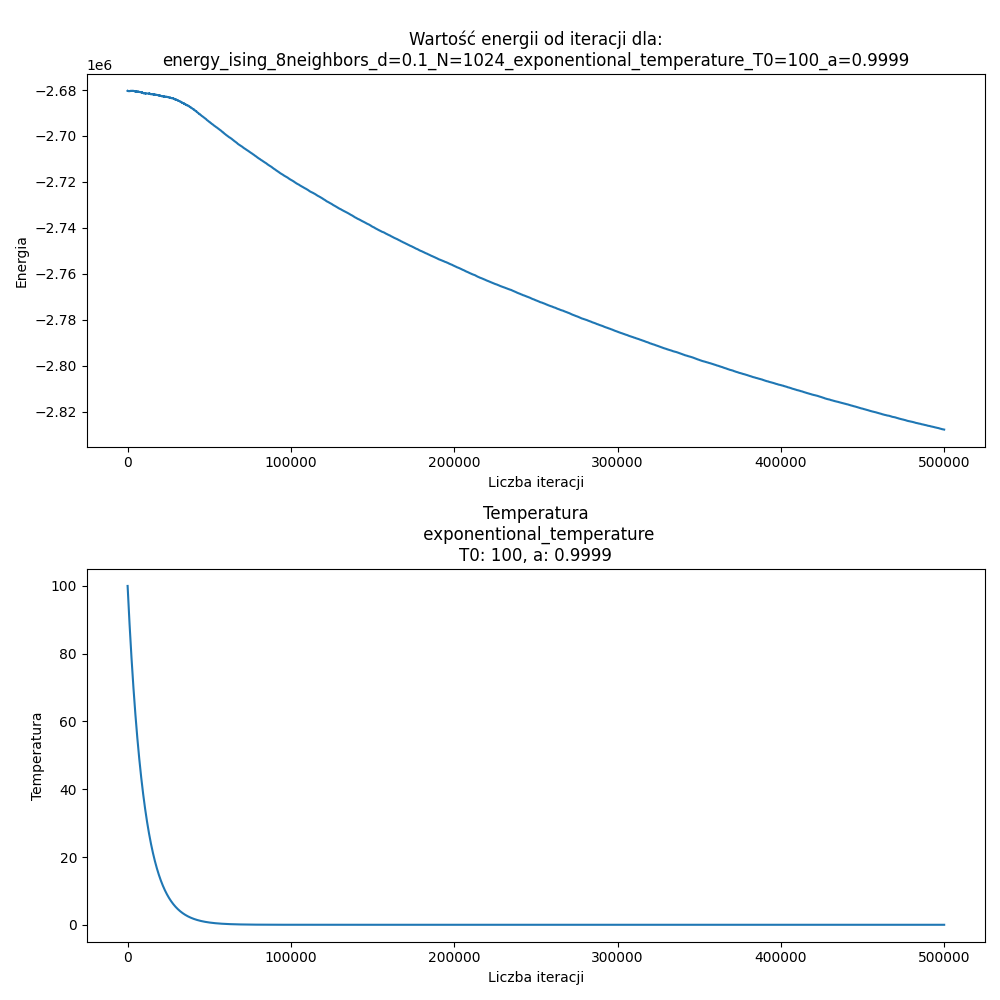 Wartość energii od iteracji dla:
energy_ising_8neighbors_d=0.1_N=1024_exponentional_temperature_T0=100_a=0.9999
1e6
−2.68
−2.70
−2.72
−2.74
−2.76
−2.78
−2.80
−2.82
Energia
0 100000 200000 300000 400000 500000
Liczba iteracji
Temperatura
exponentional_temperature
T0: 100, a: 0.9999
100
80
60
40
20
0
Temperatura
0 100000 200000 300000 400000 500000
Liczba iteracji